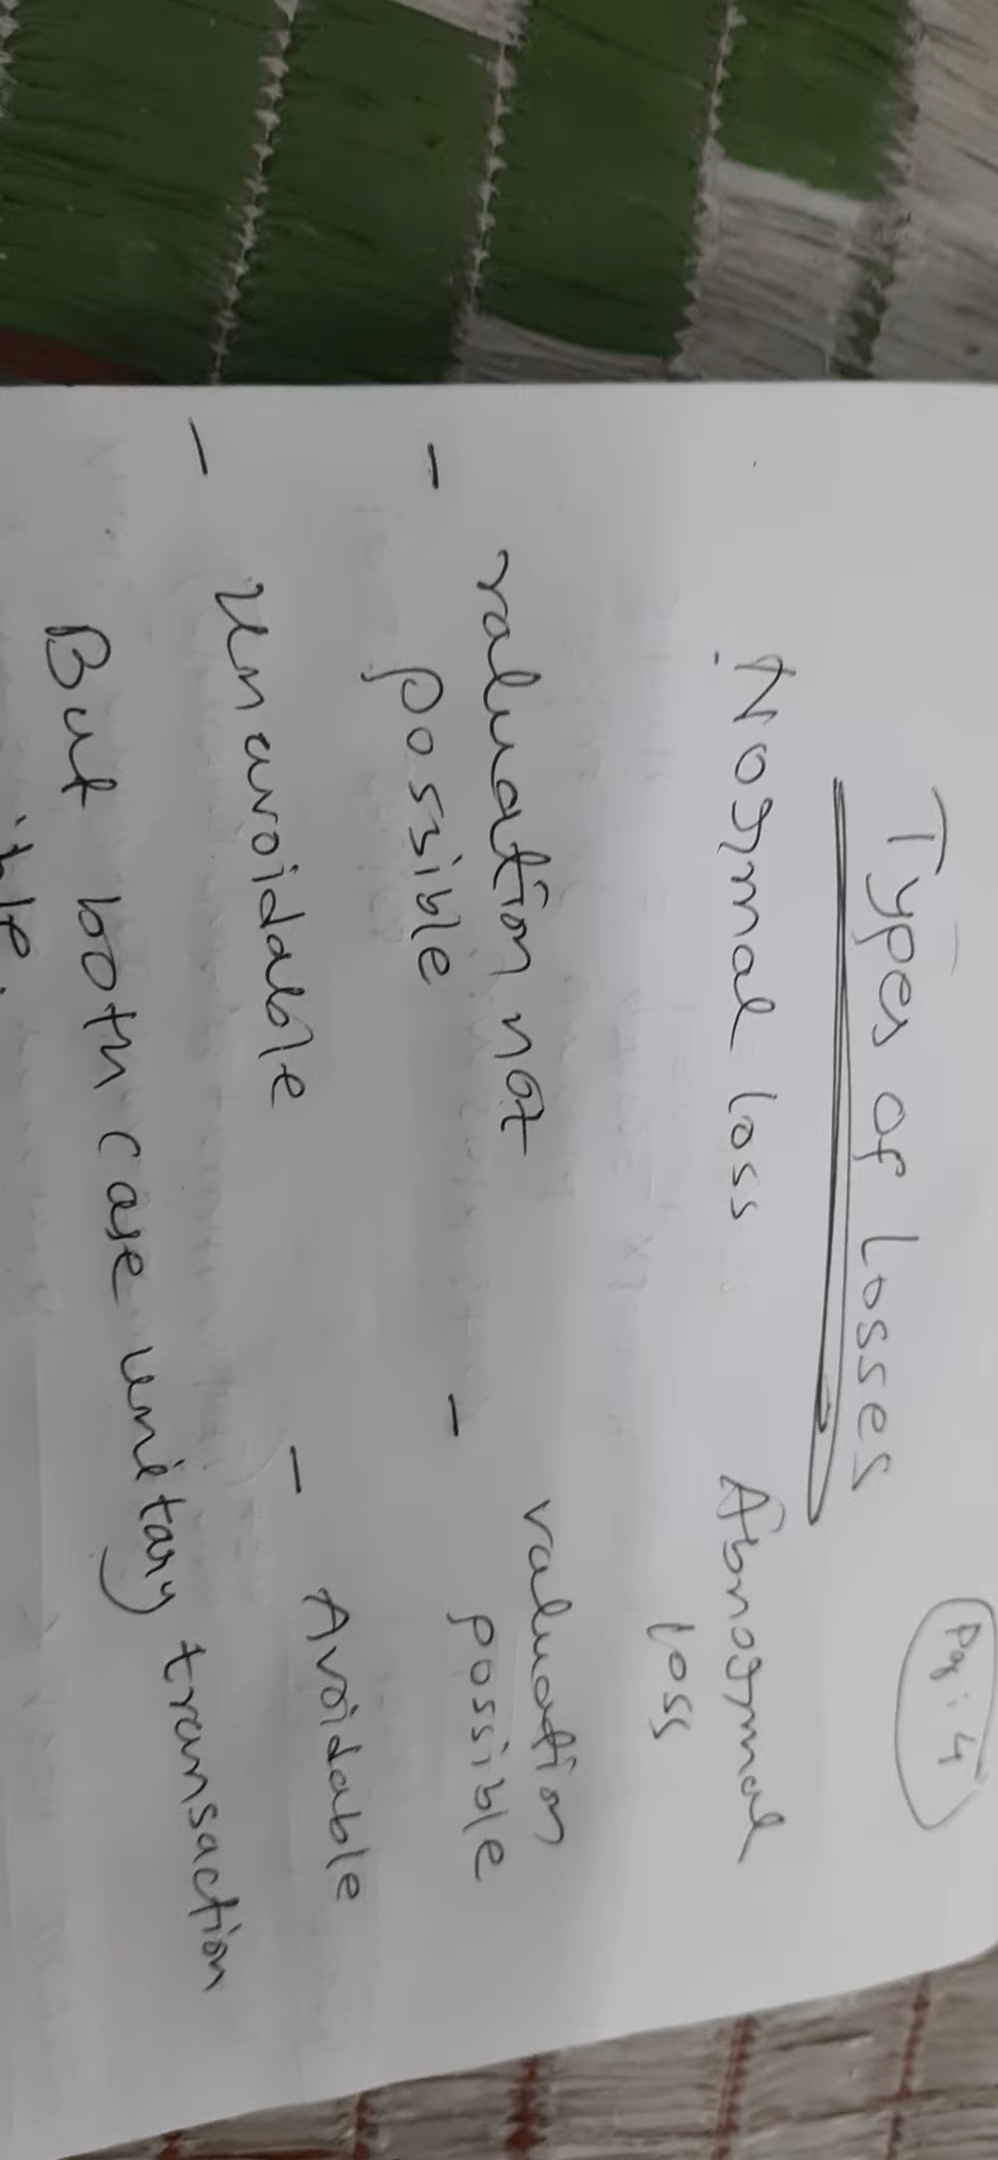 Pg: 4
Types of Losses
Normal loss Abnormal
loss
- valuation not - valuation
possible possible
- Unavoidable - Avoidable
But both case unitary transaction